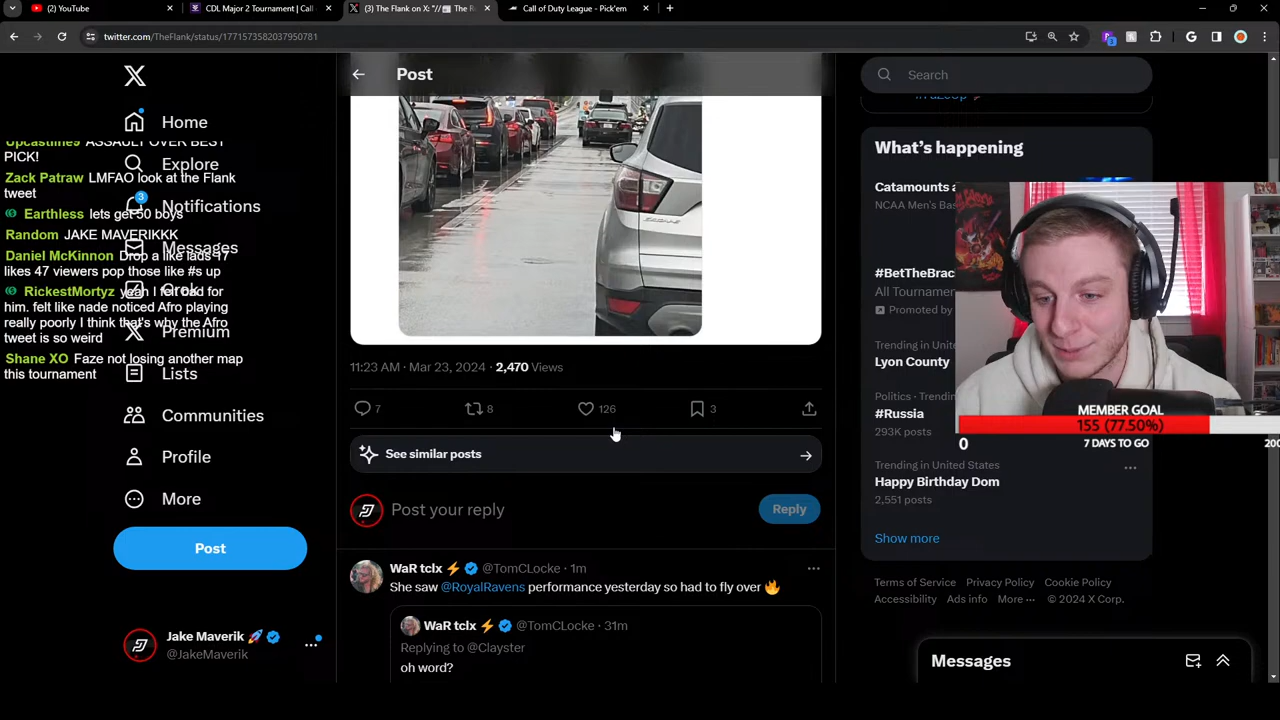 (3) YouTube
CDL Major 2 Tournament | Call
(3) The Flank on X: "//
Call of Duty League - Pick'em
twitter.com/TheFlank/status/1771573582037950781
Post
Search
Home
ASSAULT OVER BEST
PICK!
Explore
Zack Patraw LMFAO look at the Flank
tweet
Notifications
3
Earthless lets get 50 boys
Random JAKE MAVERIKKK
Messages
Daniel McKinnon Drop a like lads 17
likes 47 viewers pop those like #s up
RickestMortyz yeah I feel bad for
him. felt like nade noticed Afro playing
really poorly I think that's why the Afro
tweet is so weird
Premium
Shane XO Faze not losing another map
this tournament
Lists
Communities
Profile
More
Post
Jake Maverik
@JakeMaverik
11:23 AM · Mar 23, 2024 · 2,470 Views
7
8
126
3
See similar posts
Post your reply
Reply
WaR tclx @TomCLocke · 1m
She saw @RoyalRavens performance yesterday so had to fly over
WaR tclx @TomCLocke · 31m
Replying to @Clayster
oh word?
What's happening
Catamounts
NCAA Men's Bas
#BetTheBrac
All Tournamen
Promoted by
Trending in Unite
Lyon County
Politics · Trending
#Russia
293K posts
Trending in United States
Happy Birthday Dom
2,551 posts
Show more
Terms of Service Privacy Policy Cookie Policy
Accessibility Ads info More © 2024 X Corp.
Messages
MEMBER GOAL
155 (77.50%)
0
200
7 DAYS TO GO